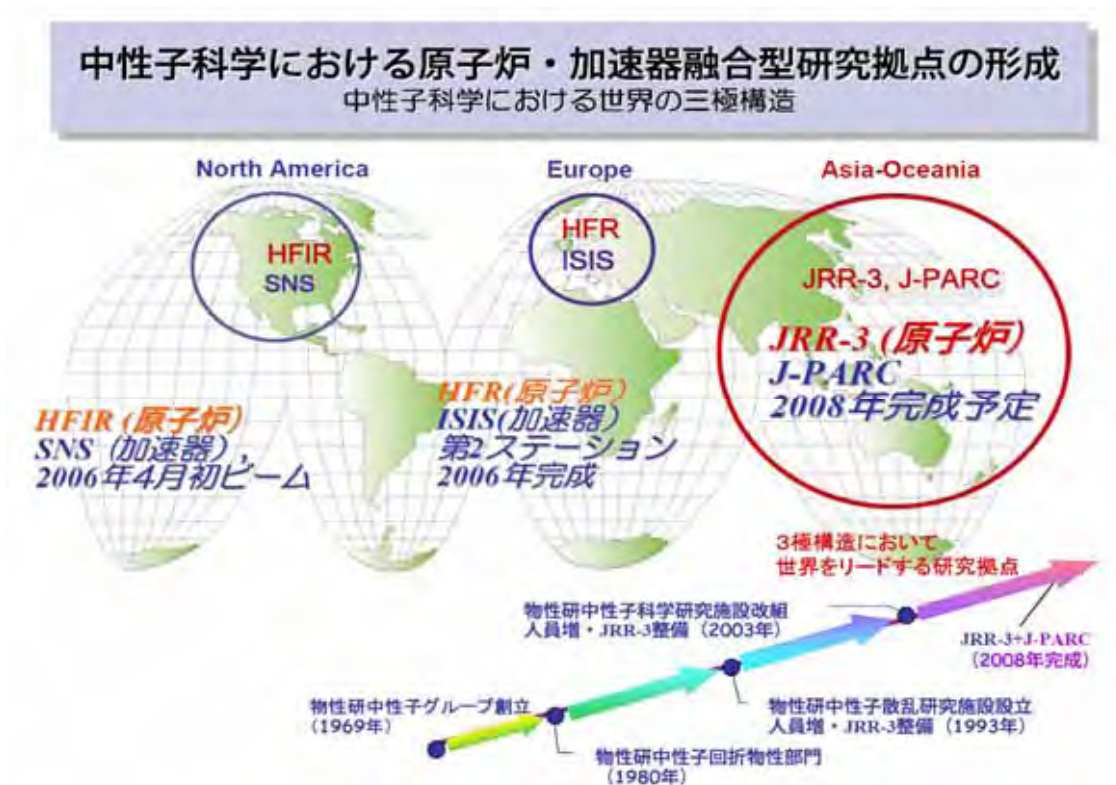 中性子科学における原子炉・加速器融合型研究拠点の形成
中性子科学における世界の三極構造
North America
Europe
Asia-Oceania
HFIR
SNS
HFR
ISIS
JRR-3, J-PARC
JRR-3 (原子炉)
J-PARC
2008年完成予定
HFIR (原子炉)
SNS (加速器) ,
2006年4月初ビーム
HFR(原子炉)
ISIS(加速器)
第2ステーション
2006年完成
3極構造において
世界をリードする研究拠点
物性研中性子科学研究施設改組
人員増・JRR-3整備 (2003年)
JRR-3+J-PARC
(2008年完成)
物性研中性子グループ創立
(1969年)
物性研中性子散乱研究施設設立
人員増・JRR-3整備 (1993年)
物性研中性子回折物性部門
(1980年)